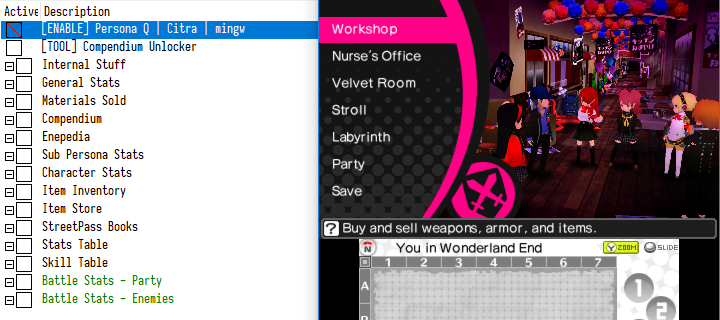 Active Description
[ENABLE] Persona Q | Citra | mingw
[TOOL] Compendium Unlocker
Internal Stuff
General Stats
Materials Sold
Compendium
Enepedia
Sub Persona Stats
Character Stats
Item Inventory
Item Store
StreetPass Books
Stats Table
Skill Table
Battle Stats - Party
Battle Stats - Enemies
Workshop
Nurse's Office
Velvet Room
Stroll
Labyrinth
Party
Save
? Buy and sell weapons, armor, and items.
N You in Wonderland End Y ZOOM SLIDE
1 2 3 4 5 6 7
A
1
2